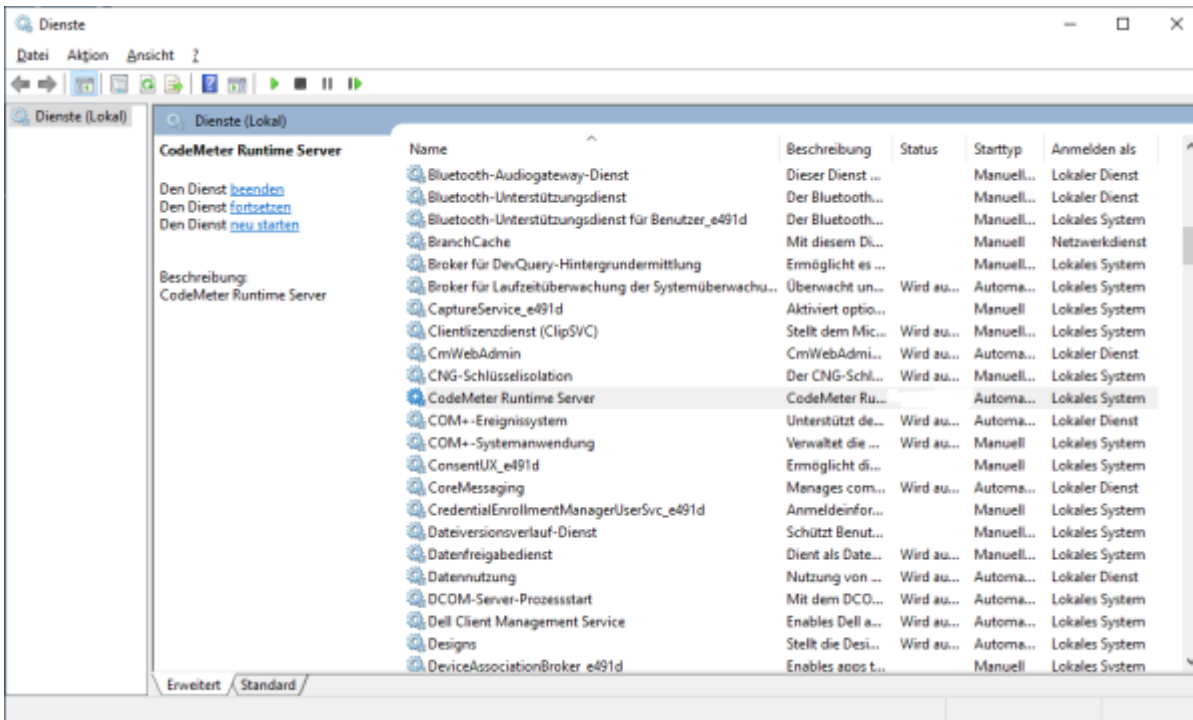 Dienste
Datei Aktion Ansicht ?
Dienste (Lokal)
Dienste (Lokal)
CodeMeter Runtime Server
Den Dienst beenden
Den Dienst fortsetzen
Den Dienst neu starten
Beschreibung:
CodeMeter Runtime Server
Name Beschreibung Status Starttyp Anmelden als
Bluetooth-Audiogateway-Dienst Dieser Dienst ... Manuell... Lokaler Dienst
Bluetooth-Unterstützungsdienst Der Bluetooth... Manuell... Lokaler Dienst
Bluetooth-Unterstützungsdienst für Benutzer_e491d Der Bluetooth... Manuell... Lokales System
BranchCache Mit diesem Di... Manuell Netzwerkdienst
Broker für DevQuery-Hintergrundermittlung Ermöglicht es ... Manuell... Lokales System
Broker für Laufzeitüberwachung der Systemüberwachu... Überwacht un... Wird au... Automa... Lokales System
CaptureService_e491d Aktiviert optio... Manuell Lokales System
Clientlizenzdienst (ClipSVC) Stellt dem Mic... Wird au... Manuell... Lokales System
CmWebAdmin CmWebAdmi... Wird au... Automa... Lokaler Dienst
CNG-Schlüsselisolation Der CNG-Schl... Wird au... Manuell... Lokales System
CodeMeter Runtime Server CodeMeter Ru... Automa... Lokales System
COM+-Ereignissystem Unterstützt de... Wird au... Automa... Lokaler Dienst
COM+-Systemanwendung Verwaltet die ... Wird au... Manuell Lokales System
ConsentUX_e491d Ermöglicht di... Manuell Lokales System
CoreMessaging Manages com... Wird au... Automa... Lokaler Dienst
CredentialEnrollmentManagerUserSvc_e491d Anmeldeinfor... Manuell Lokales System
Dateiversionsverlauf-Dienst Schützt Benut... Manuell... Lokales System
Datenfreigabedienst Dient als Date... Wird au... Manuell... Lokales System
Datennutzung Nutzung von ... Wird au... Automa... Lokaler Dienst
DCOM-Server-Prozessstart Mit dem DCO... Wird au... Automa... Lokales System
Dell Client Management Service Enables Dell a... Wird au... Automa... Lokales System
Designs Stellt die Desi... Wird au... Automa... Lokales System
DeviceAssociationBroker_e491d Enables apps t... Manuell Lokales System
Erweitert Standard